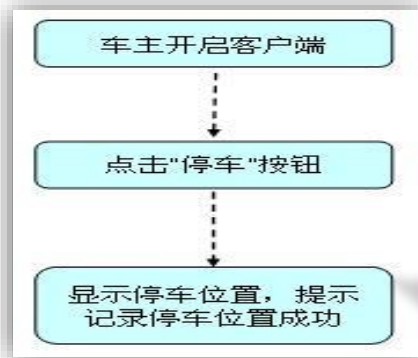 车主开启客户端
点击"停车"按钮
显示停车位置，提示
记录停车位置成功